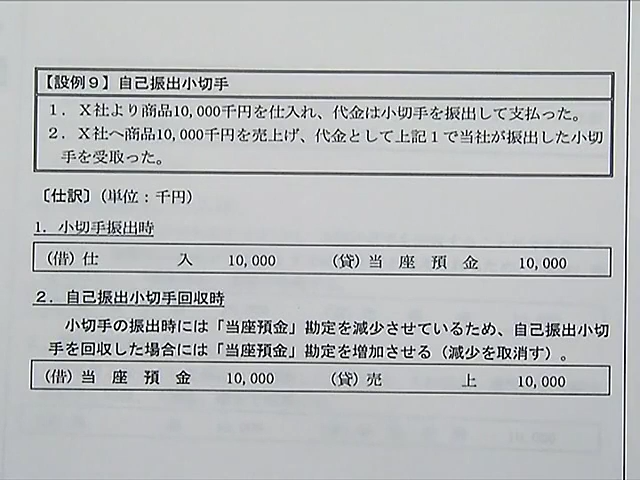 【設例９】自己振出小切手
１．Ｘ社より商品10,000千円を仕入れ、代金は小切手を振出して支払った。
２．Ｘ社へ商品10,000千円を売上げ、代金として上記１で当社が振出した小切
手を受取った。
〔仕訳〕（単位：千円）
１．小切手振出時
（借）仕　　　入　10,000　（貸）当 座 預 金　10,000
２．自己振出小切手回収時
小切手の振出時には「当座預金」勘定を減少させているため、自己振出小切
手を回収した場合には「当座預金」勘定を増加させる（減少を取消す）。
（借）当 座 預 金　10,000　（貸）売　　　上　10,000